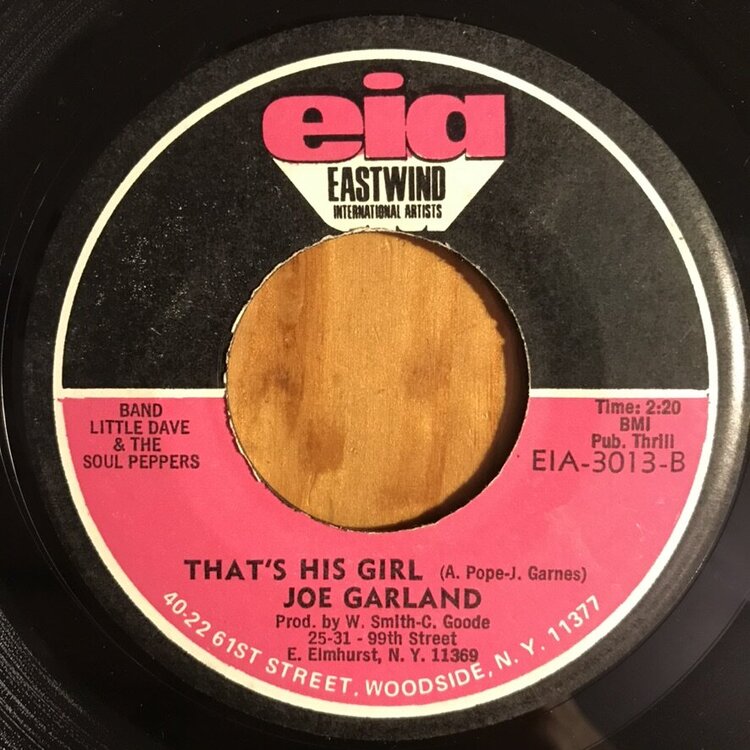 eia
EASTWIND
INTERNATIONAL ARTISTS
BAND
LITTLE DAVE
& THE
SOUL PEPPERS
Time: 2:20
BMI
Pub. Thrill
EIA-3013-B
THAT'S HIS GIRL (A. Pope-J. Garnes)
JOE GARLAND
Prod. by W. Smith-C. Goode
25-31 - 99th Street
E. Elmhurst, N. Y. 11369
40-22 61ST STREET, WOODSIDE, N. Y. 11377